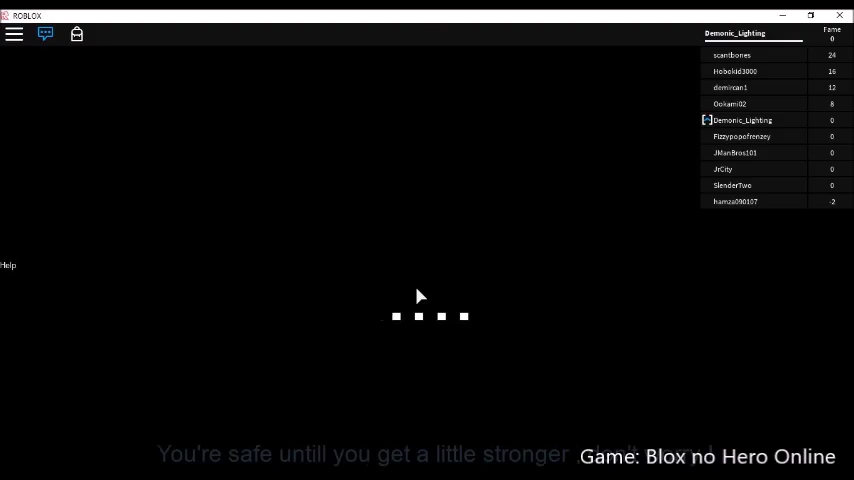 ROBLOX
Demonic_Lighting
Fame
0
scantbones 24
Hobokid3000 16
demircan1 12
Ookami02 8
Demonic_Lighting 0
Fizzypopofrenzey 0
JManBros101 0
JrCity 0
SlenderTwo 0
hamza090107 -2
Help
You're safe untill you get a little stronger
Game: Blox no Hero Online